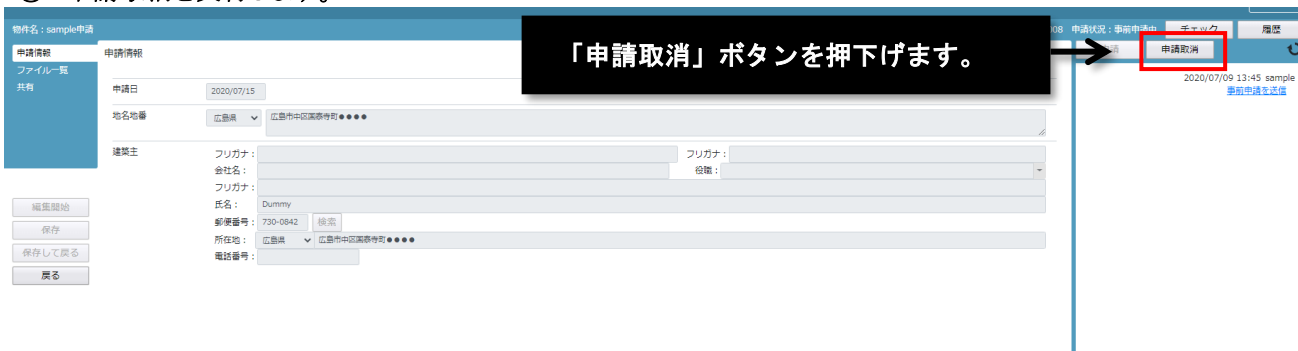 物件名：sample申請
008 申請状況：事前申請中 チェック 履歴
申請情報
ファイル一覧
共有
申請情報
「申請取消」ボタンを押下げます。
申請取消
2020/07/09 13:45 sample
事前申請を送信
申請日 2020/07/15
地名地番 広島県 広島市中区国泰寺町●●●●
建築主 フリガナ： フリガナ：
会社名： 役職：
フリガナ：
氏名： Dummy
郵便番号： 730-0842 検索
所在地： 広島県 広島市中区国泰寺町●●●●
電話番号：
編集開始
保存
保存して戻る
戻る